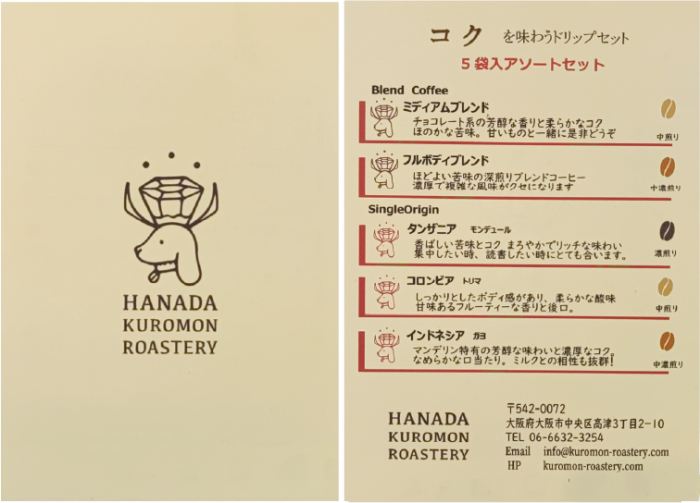 HANADA
KUROMON
ROASTERY
コク を味わうドリップセット
5袋入アソートセット
Blend Coffee
ミディアムブレンド
チョコレート系の芳醇な香りと柔らかなコク
ほのかな苦味。甘いものと一緒に是非どうぞ
中煎り
フルボディブレンド
ほどよい苦味の深煎りブレンドコーヒー
濃厚で複雑な風味がクセになります
中濃煎り
SingleOrigin
タンザニア モンデュール
香ばしい苦味とコク まろやかでリッチな味わい
集中したい時、読書したい時にとても合います。
濃煎り
コロンビア トリマ
しっかりとしたボディ感があり、柔らかな酸味
甘味あるフルーティーな香りと後口。
中煎り
インドネシア ガヨ
マンデリン特有の芳醇な味わいと濃厚なコク。
なめらかな口当たり。ミルクとの相性も抜群!
中濃煎り
HANADA
KUROMON
ROASTERY
〒542-0072
大阪府大阪市中央区高津3丁目2-10
TEL 06-6632-3254
Email info@kuromon-roastery.com
HP kuromon-roastery.com